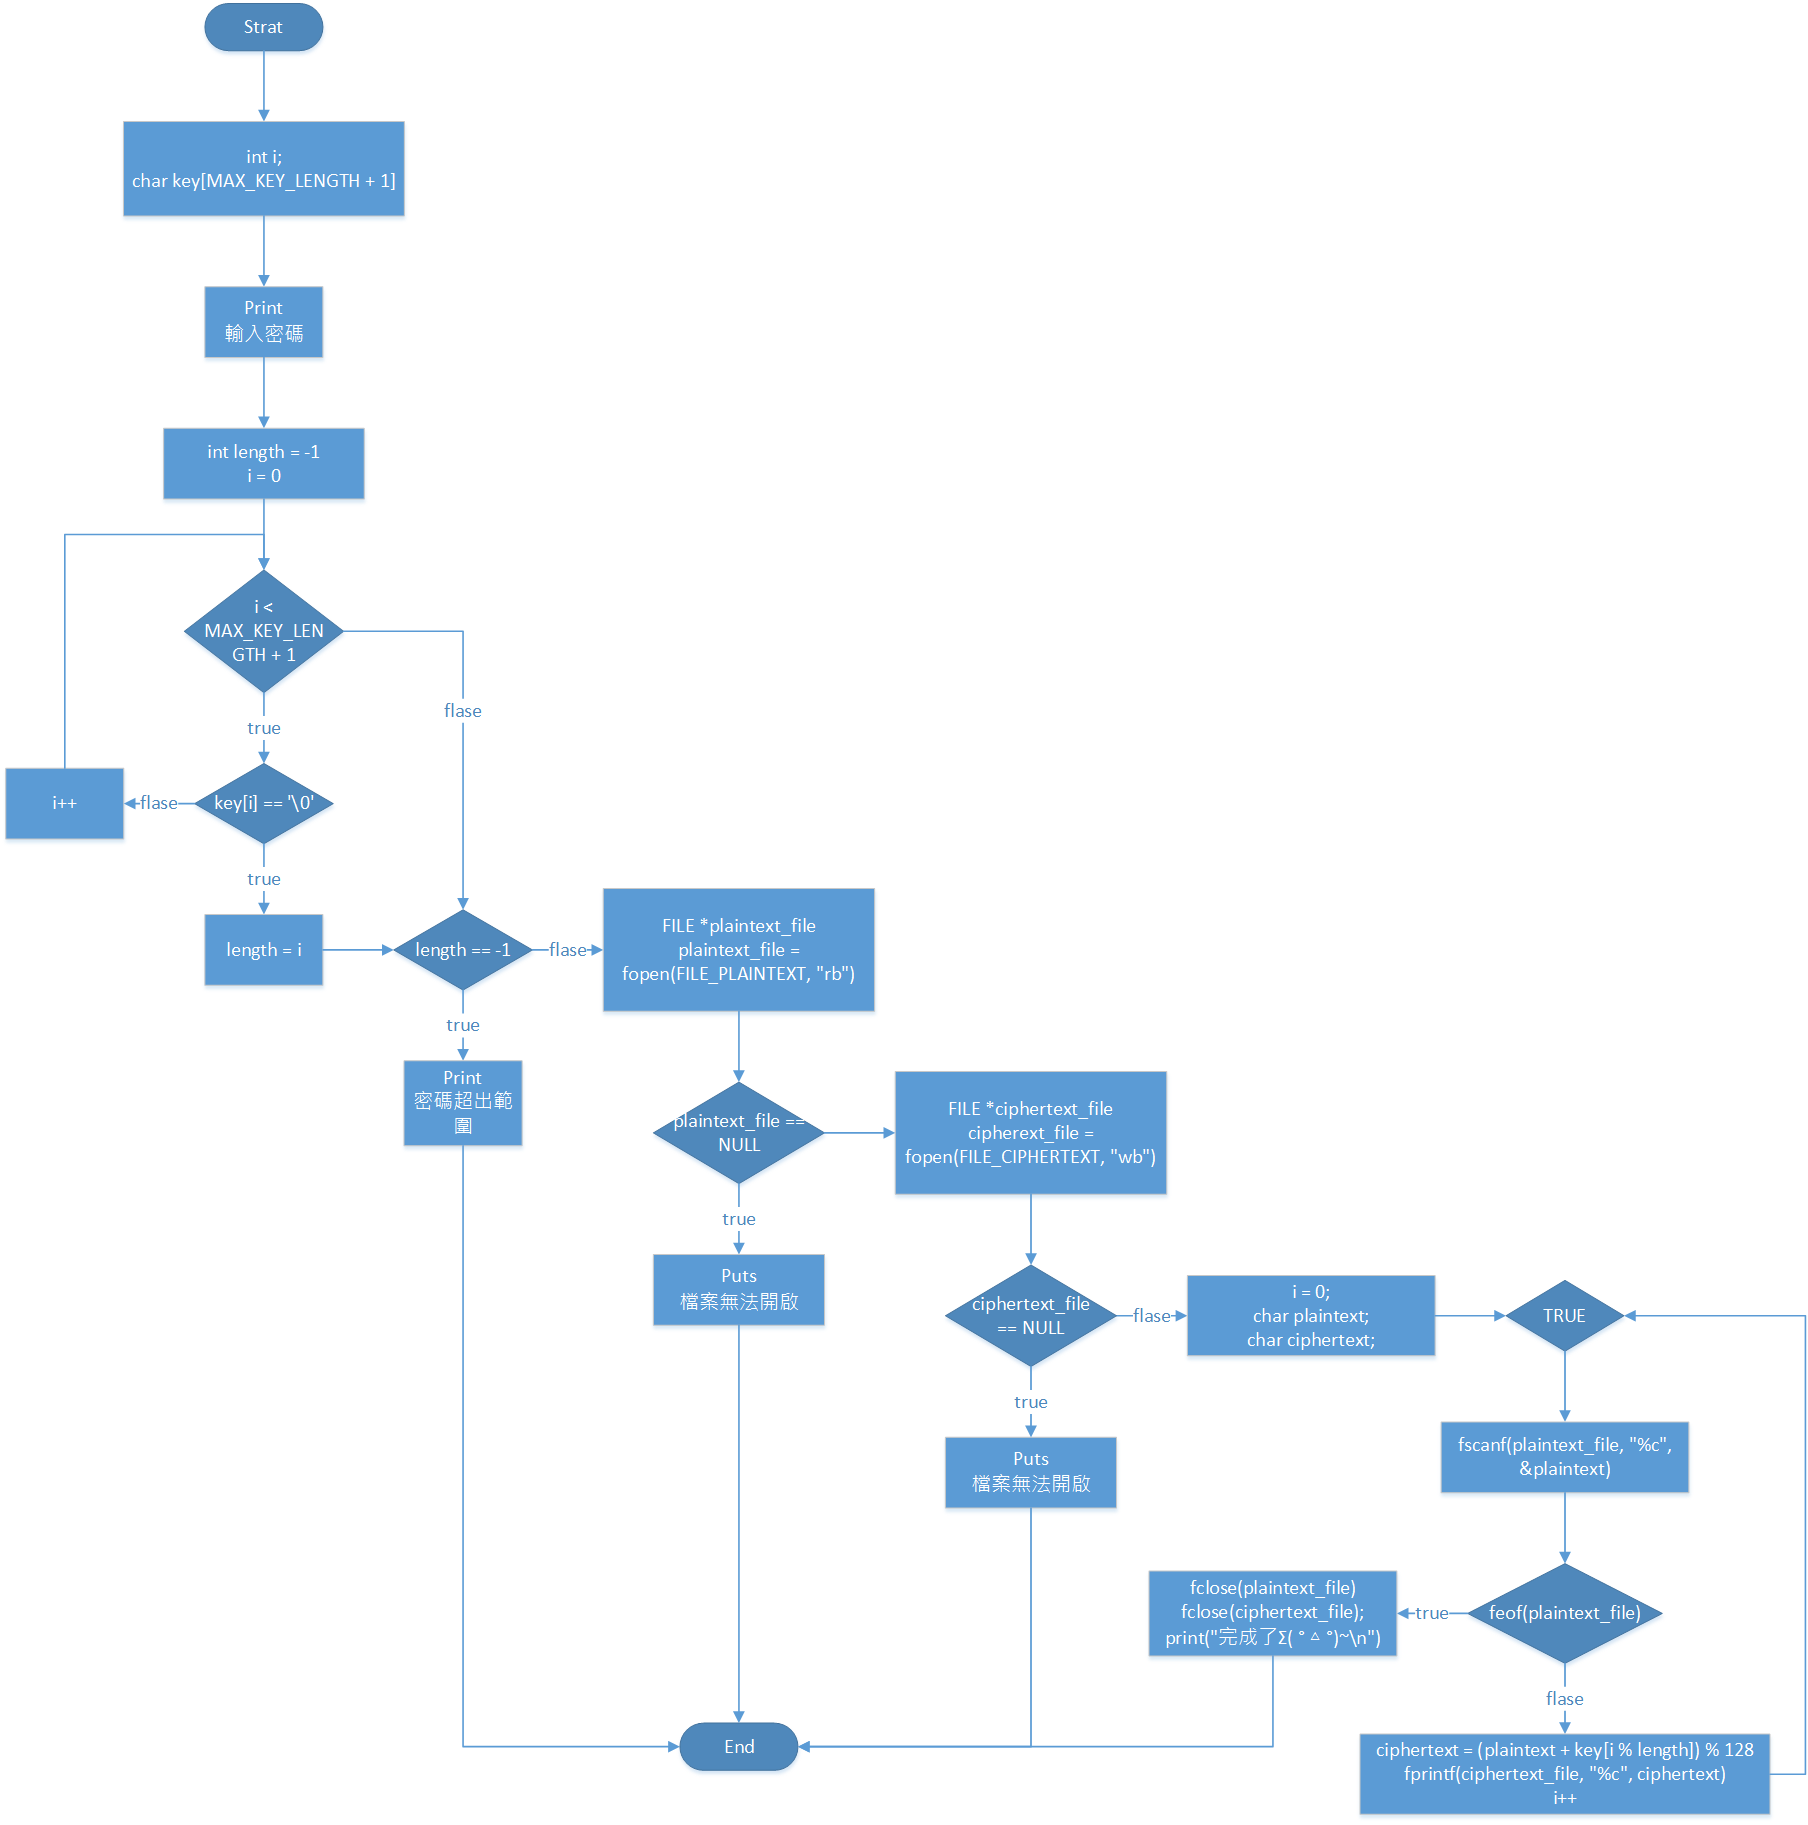 Strat
int i;
char key[MAX_KEY_LENGTH + 1]
Print
輸入密碼
int length = -1
i = 0
i <
MAX_KEY_LEN
GTH + 1
flase
true
i++
flase
key[i] == '\0'
true
length = i
length == -1
flase
FILE *plaintext_file
plaintext_file =
fopen(FILE_PLAINTEXT, "rb")
true
Print
密碼超出範
圍
plaintext_file ==
NULL
FILE *ciphertext_file
cipherext_file =
fopen(FILE_CIPHERTEXT, "wb")
true
Puts
檔案無法開啟
ciphertext_file
== NULL
flase
i = 0;
char plaintext;
char ciphertext;
TRUE
true
Puts
檔案無法開啟
fscanf(plaintext_file, "%c",
&plaintext)
fclose(plaintext_file)
fclose(ciphertext_file);
print("完成了Σ( ° △ °)~\n")
true
feof(plaintext_file)
flase
End
ciphertext = (plaintext + key[i % length]) % 128
fprintf(ciphertext_file, "%c", ciphertext)
i++